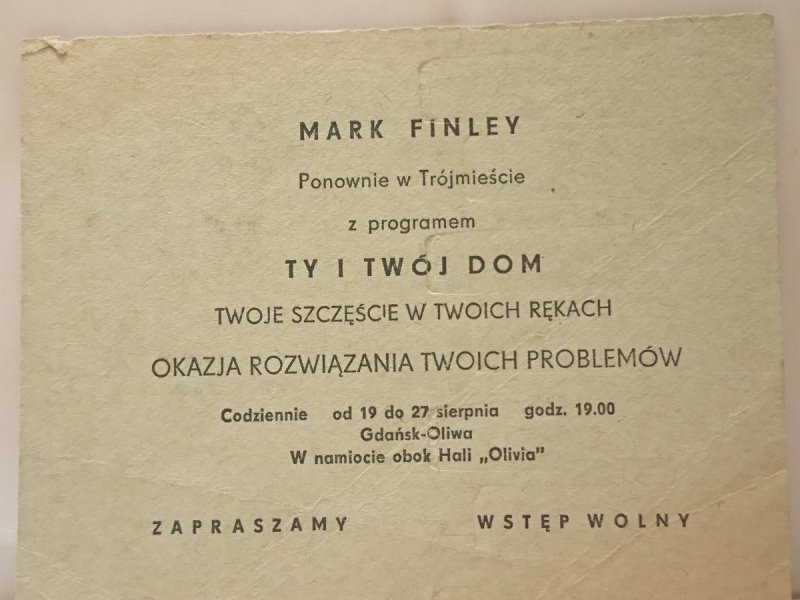 MARK FINLEY
Ponownie w Trójmieście
z programem
TY I TWÓJ DOM
TWOJE SZCZĘŚCIE W TWOICH RĘKACH
OKAZJA ROZWIĄZANIA TWOICH PROBLEMÓW
Codziennie od 19 do 27 sierpnia godz. 19.00
Gdańsk-Oliwa
W namiocie obok Hali „Olivia"
ZAPRASZAMY WSTĘP WOLNY